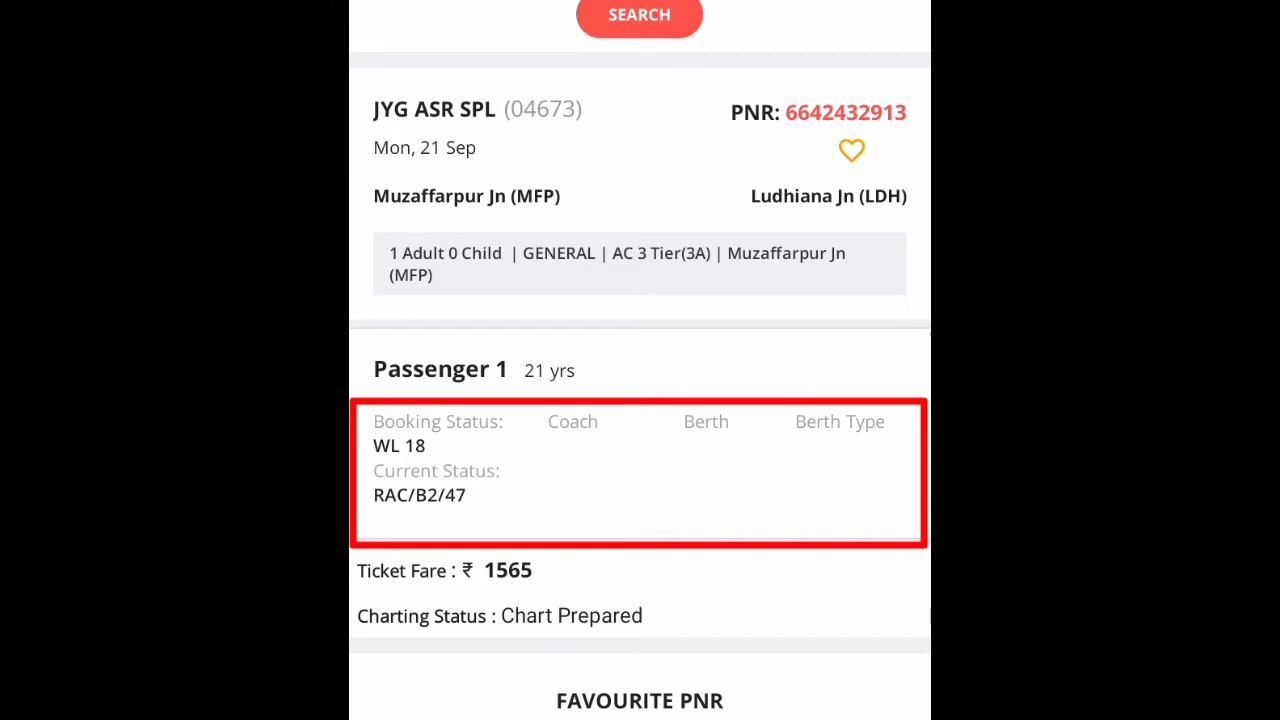 SEARCH
JYG ASR SPL (04673) PNR: 6642432913
Mon, 21 Sep
Muzaffarpur Jn (MFP) Ludhiana Jn (LDH)
1 Adult 0 Child | GENERAL | AC 3 Tier(3A) | Muzaffarpur Jn
(MFP)
Passenger 1 21 yrs
Booking Status: Coach Berth Berth Type
WL 18
Current Status:
RAC/B2/47
Ticket Fare : ₹ 1565
Charting Status : Chart Prepared
FAVOURITE PNR